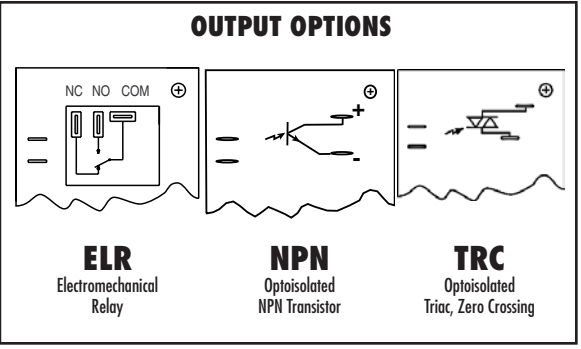 OUTPUT OPTIONS
NC NO COM
+
-
ELR
Electromechanical
Relay
NPN
Optoisolated
NPN Transistor
TRC
Optoisolated
Triac, Zero Crossing